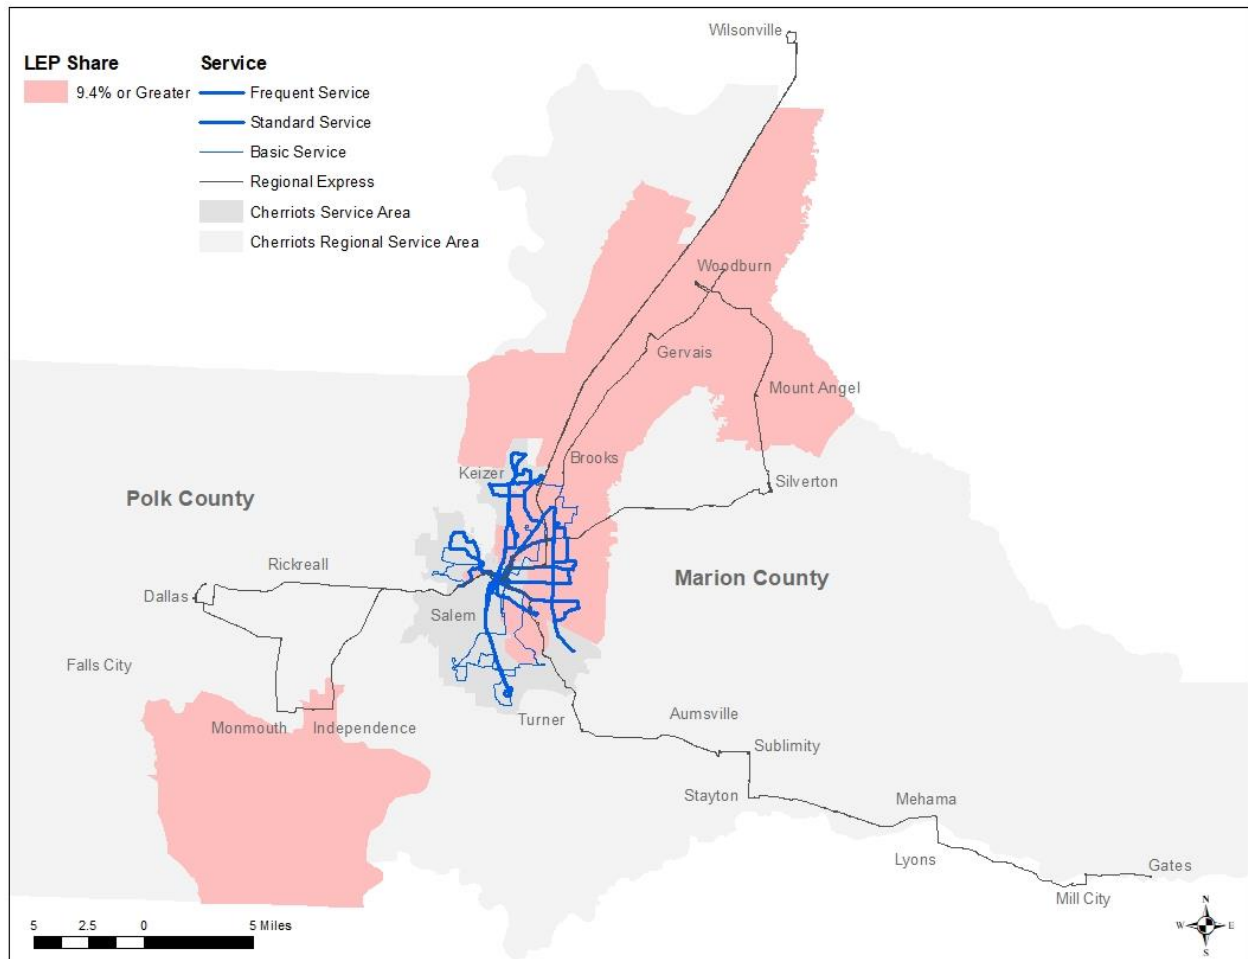 Wilsonville
LEP Share
Service
9.4% or Greater
Frequent Service
Standard Service
Basic Service
Regional Express
Cherriots Service Area
Cherriots Regional Service Area
Woodburn
Gervais
Mount Angel
Brooks
Keizer
Silverton
Polk County
Rickreall
Marion County
Dallas
Salem
Falls City
Monmouth
Independence
Turner
Aumsville
Sublimity
Stayton
Mehama
Lyons
Gates
Mill City
5 2.5 0 5 Miles
N
W E
S